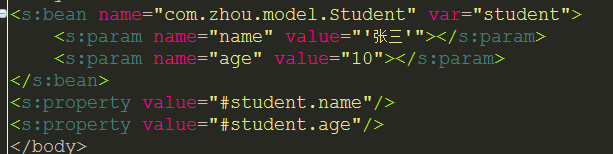 <s:bean name="com.zhou.model.Student" var="student">
<s:param name="name" value="'张三'"></s:param>
<s:param name="age" value="10"></s:param>
</s:bean>
<s:property value="#student.name"/>
<s:property value="#student.age"/>
</body>